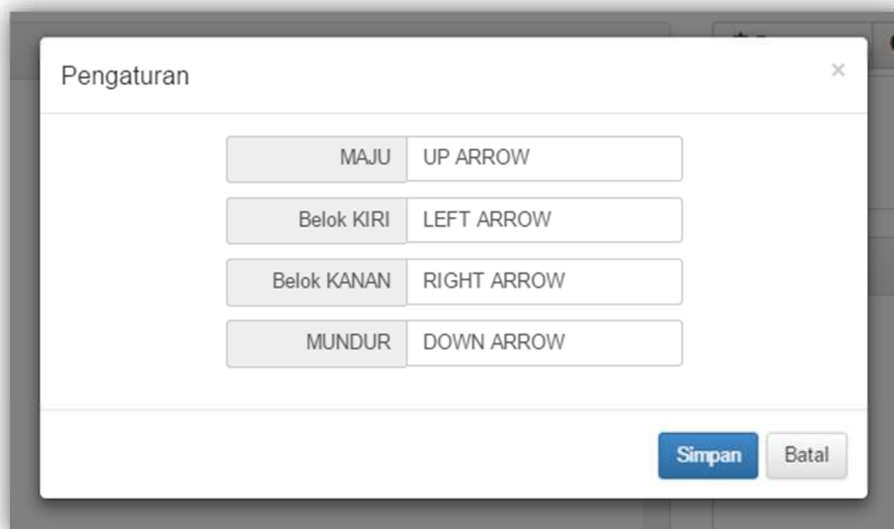 Pengaturan ×
MAJU UP ARROW
Belok KIRI LEFT ARROW
Belok KANAN RIGHT ARROW
MUNDUR DOWN ARROW
Simpan Batal